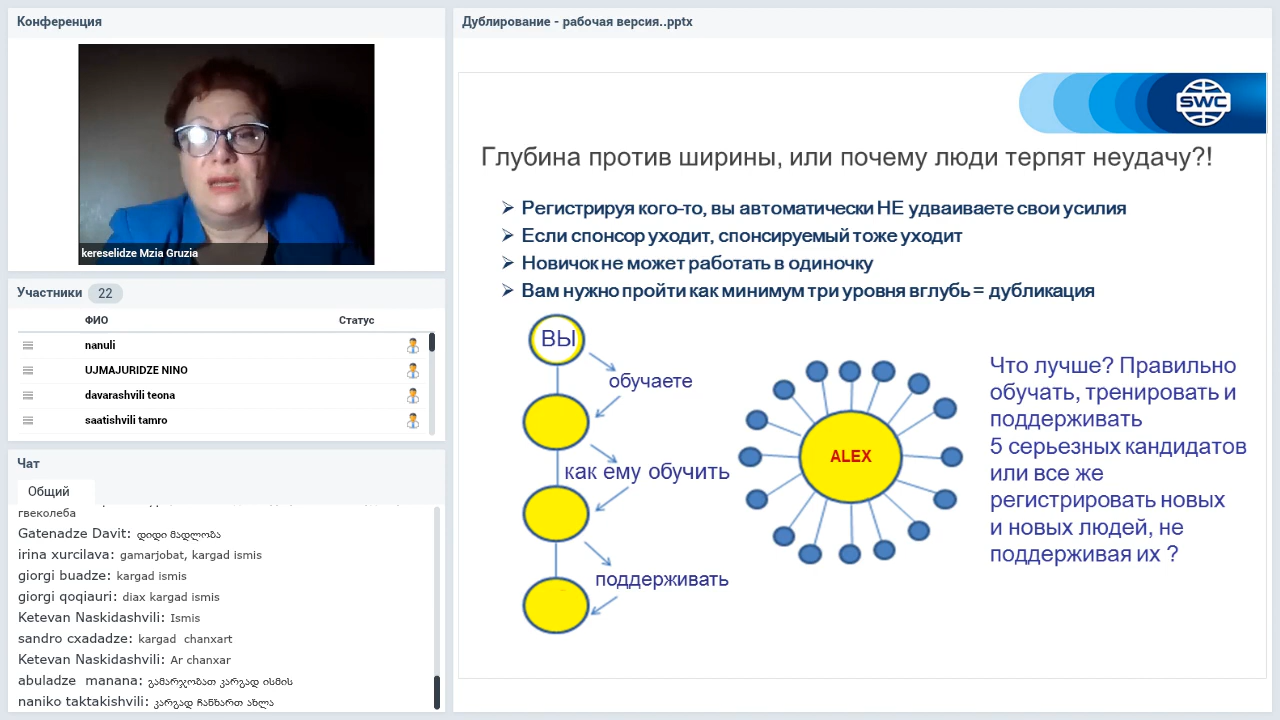 Конференция
kereselidze Mzia Gruzia
Участники 22
ФИО Статус
nanuli
UJMAJURIDZE NINO
davarashvili teona
saatishvili tamro
Чат
Общий
гвеколеба
Gatenadze Davit: დიდი მადლობა
irina xurcilava: gamarjobat, kargad ismis
giorgi buadze: kargad ismis
giorgi qoqiauri: diax kargad ismis
Ketevan Naskidashvili: Ismis
sandro cxadadze: kargad chanxart
Ketevan Naskidashvili: Ar chanxar
abuladze manana: გამარჯობათ კარგად ისმის
naniko taktakishvili: კარგად ჩანხართ ახლა
Дублирование - рабочая версия..pptx
SWC
Глубина против ширины, или почему люди терпят неудачу?!
Регистрируя кого-то, вы автоматически НЕ удваиваете свои усилия
Если спонсор уходит, спонсируемый тоже уходит
Новичок не может работать в одиночку
Вам нужно пройти как минимум три уровня вглубь = дубликация
ВЫ
обучаете
как ему обучить
поддерживать
ALEX
Что лучше? Правильно
обучать, тренировать и
поддерживать
5 серьезных кандидатов
или все же
регистрировать новых
и новых людей, не
поддерживая их ?